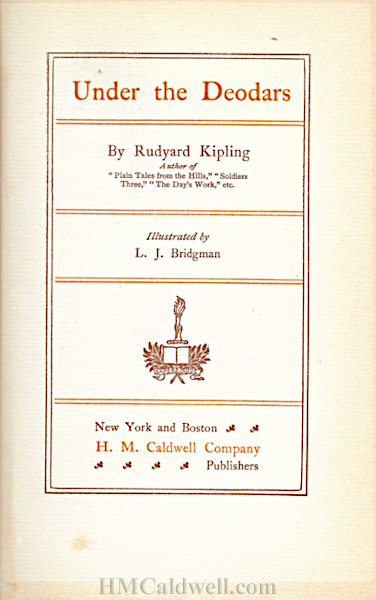 Under the Deodars
By Rudyard Kipling
Author of
"Plain Tales from the Hills," "Soldiers
Three," "The Day's Work," etc.
Illustrated by
L. J. Bridgman
New York and Boston
H. M. Caldwell Company
Publishers
HMCaldwell.com